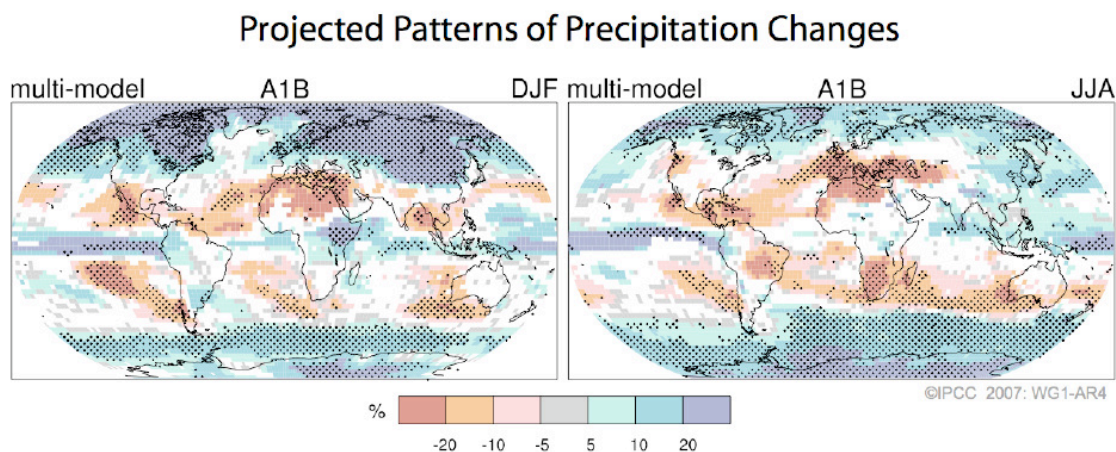 Projected Patterns of Precipitation Changes
multi-model A1B DJF
multi-model A1B JJA
©IPCC 2007: WG1-AR4
%
-20 -10 -5 5 10 20